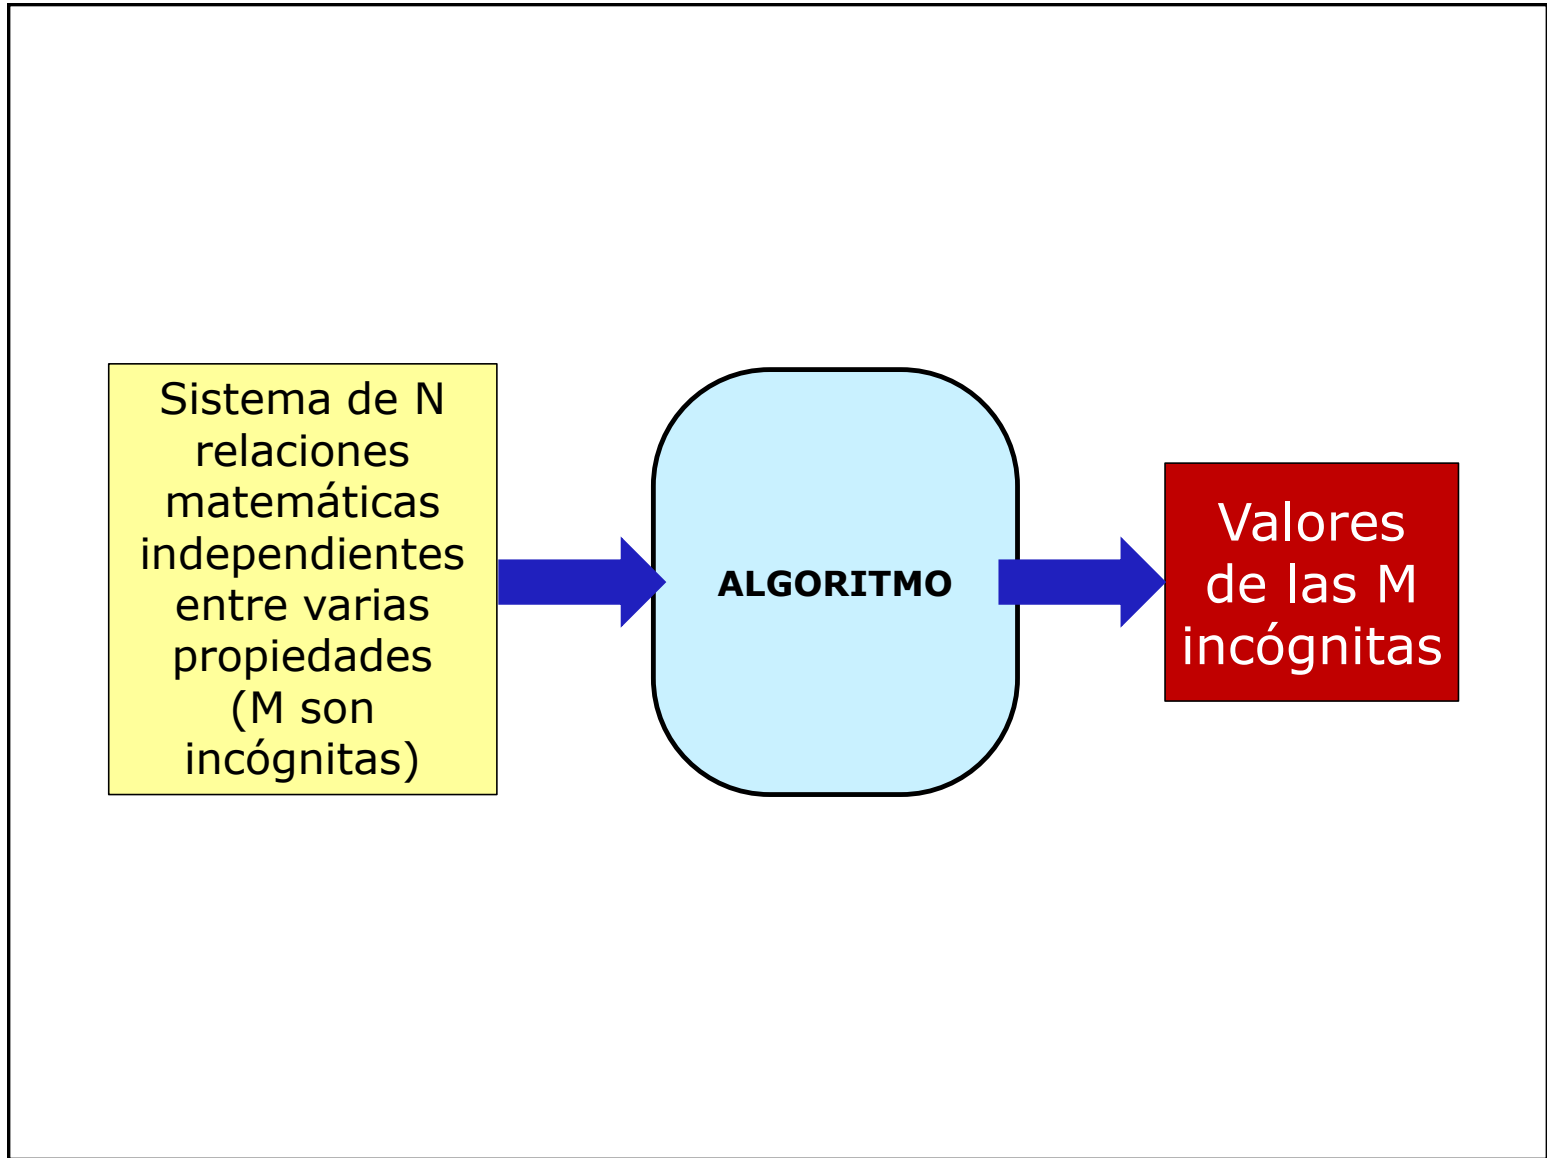 Sistema de N
relaciones
matemáticas
independientes
entre varias
propiedades
(M son
incógnitas)
ALGORITMO
Valores
de las M
incógnitas